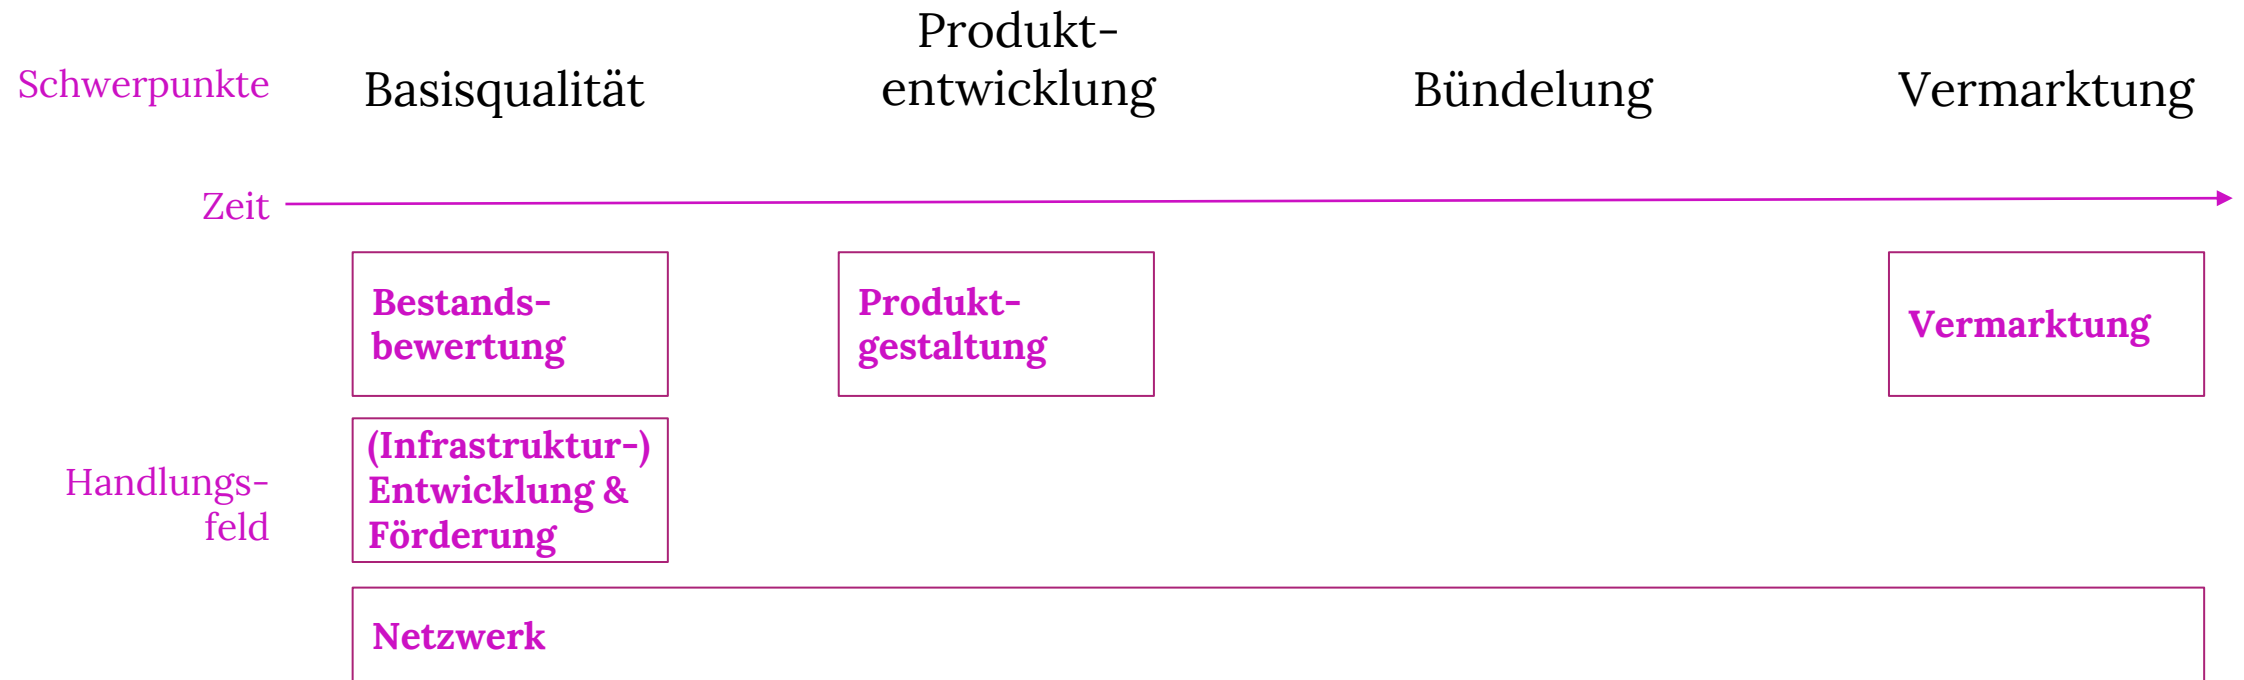 Schwerpunkte
Basisqualität
Produkt-
entwicklung
Bündelung
Vermarktung
Zeit
Bestands-
bewertung
Produkt-
gestaltung
Vermarktung
Handlungs-
feld
(Infrastruktur-)
Entwicklung &
Förderung
Netzwerk